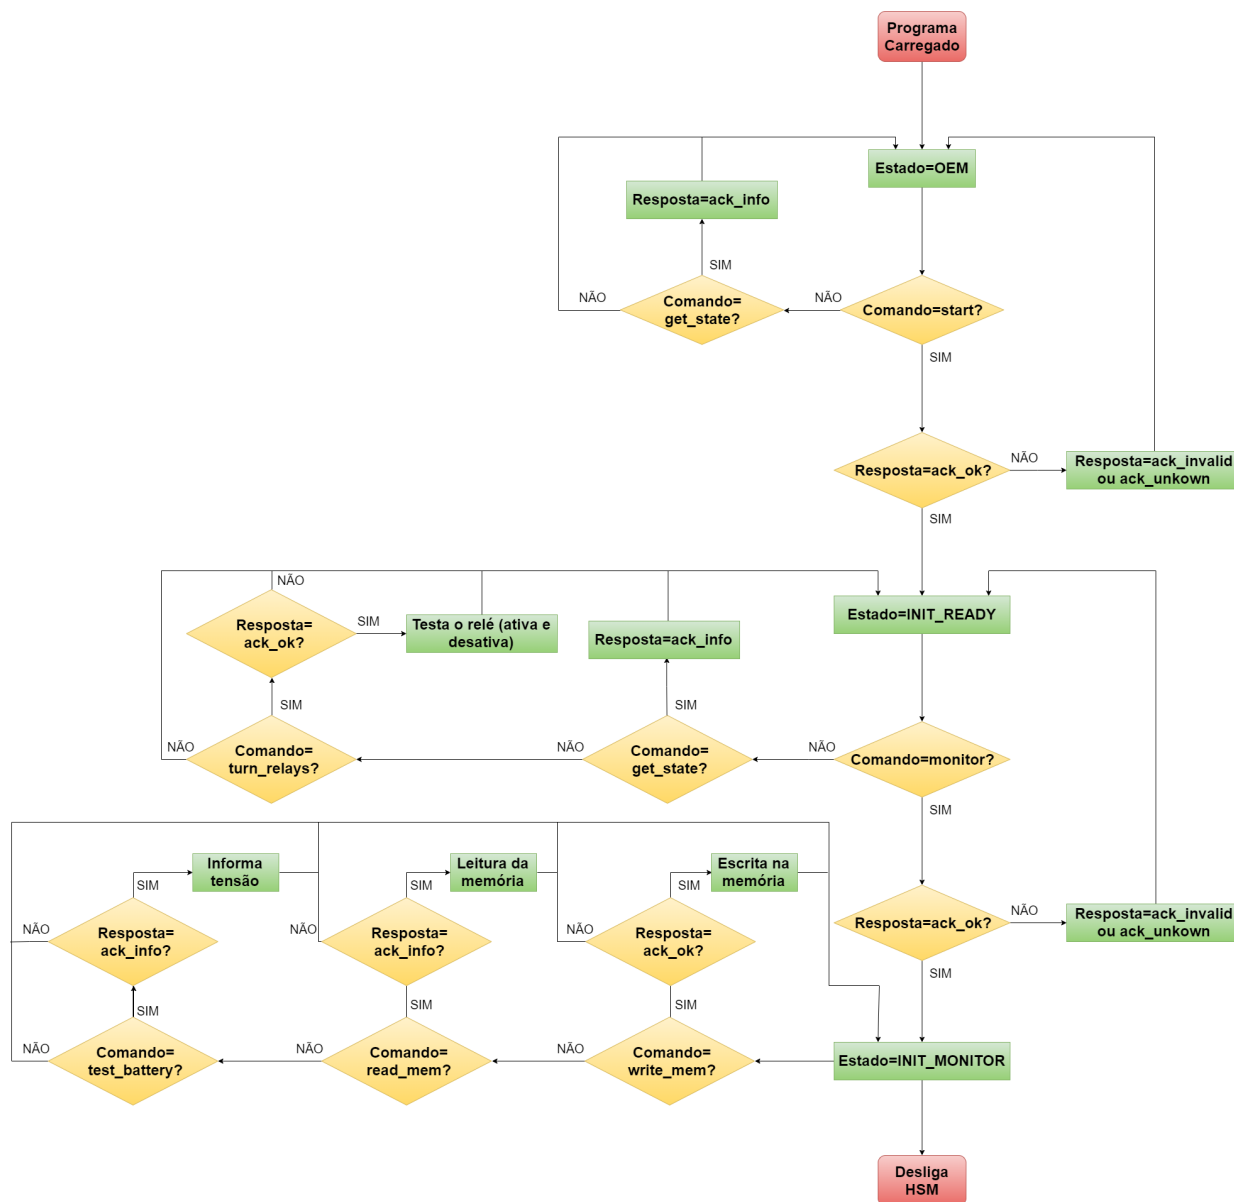 Programa
Carregado
Estado=OEM
Resposta=ack_info
SIM
NÃO
Comando=
get_state?
NÃO
Comando=start?
SIM
Resposta=ack_ok?
NÃO
Resposta=ack_invalid
ou ack_unkown
SIM
NÃO
Resposta=
ack_ok?
SIM
Testa o relé (ativa e
desativa)
Resposta=ack_info
Estado=INIT_READY
SIM
SIM
NÃO
Comando=
turn_relays?
NÃO
Comando=
get_state?
NÃO
Comando=monitor?
SIM
Informa
tensão
Leitura da
memória
Escrita na
memória
SIM
SIM
SIM
NÃO
Resposta=
ack_info?
NÃO
Resposta=
ack_info?
NÃO
Resposta=
ack_ok?
Resposta=ack_ok?
NÃO
Resposta=ack_invalid
ou ack_unkown
SIM
SIM
SIM
SIM
NÃO
Comando=
test_battery?
NÃO
Comando=
read_mem?
NÃO
Comando=
write_mem?
Estado=INIT_MONITOR
Desliga
HSM